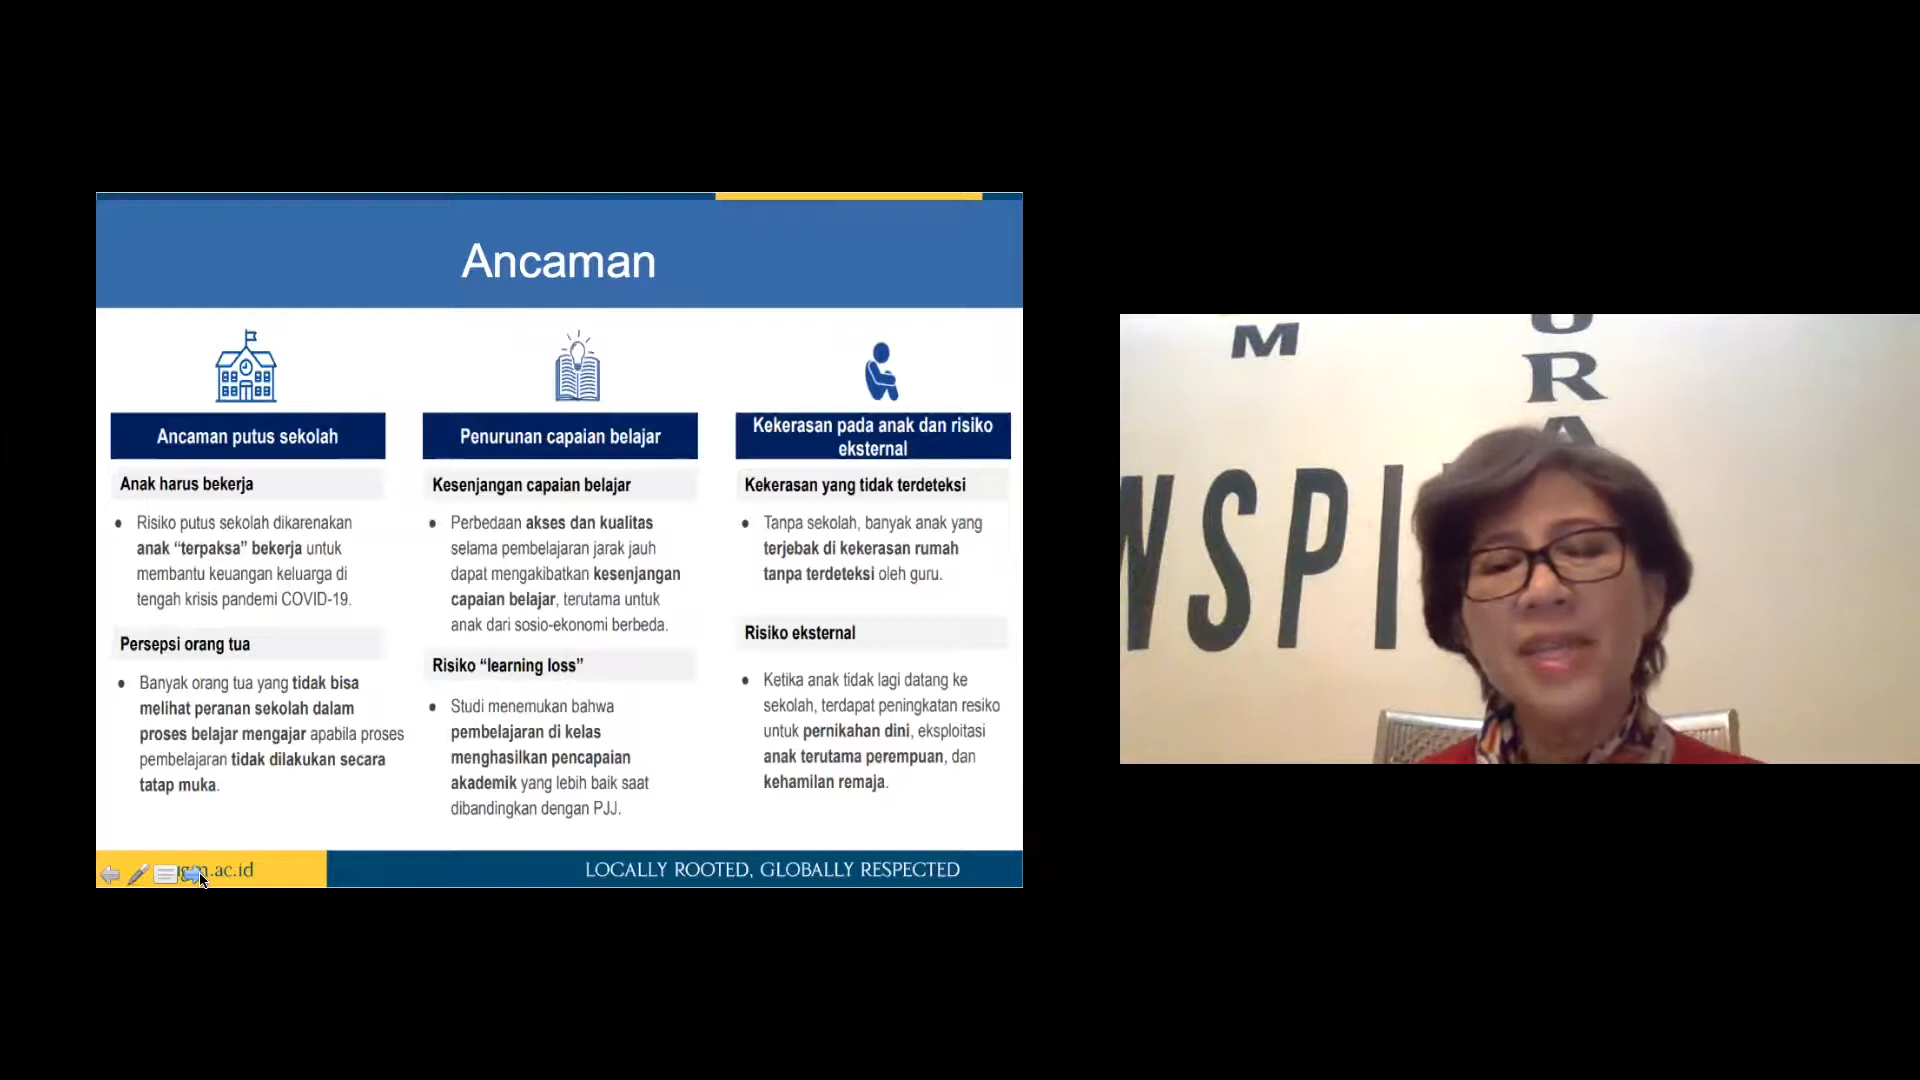 Ancaman
Ancaman putus sekolah
Anak harus bekerja
● Risiko putus sekolah dikarenakan
anak “terpaksa” bekerja untuk
membantu keuangan keluarga di
tengah krisis pandemi COVID-19.
Persepsi orang tua
● Banyak orang tua yang tidak bisa
melihat peranan sekolah dalam
proses belajar mengajar apabila proses
pembelajaran tidak dilakukan secara
tatap muka.
Penurunan capaian belajar
Kesenjangan capaian belajar
● Perbedaan akses dan kualitas
selama pembelajaran jarak jauh
dapat mengakibatkan kesenjangan
capaian belajar, terutama untuk
anak dari sosio-ekonomi berbeda.
Risiko “learning loss”
● Studi menemukan bahwa
pembelajaran di kelas
menghasilkan pencapaian
akademik yang lebih baik saat
dibandingkan dengan PJJ.
Kekerasan pada anak dan risiko
eksternal
Kekerasan yang tidak terdeteksi
● Tanpa sekolah, banyak anak yang
terjebak di kekerasan rumah
tanpa terdeteksi oleh guru.
Risiko eksternal
● Ketika anak tidak lagi datang ke
sekolah, terdapat peningkatan resiko
untuk pernikahan dini, eksploitasi
anak terutama perempuan, dan
kehamilan remaja.
.ac.id
LOCALLY ROOTED, GLOBALLY RESPECTED
M
U
R
A
NSPI